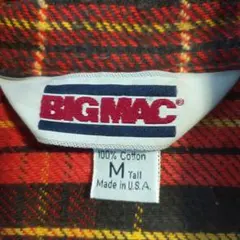 BIG MAC®
100% Cotton
M Tall
Made in U.S.A.